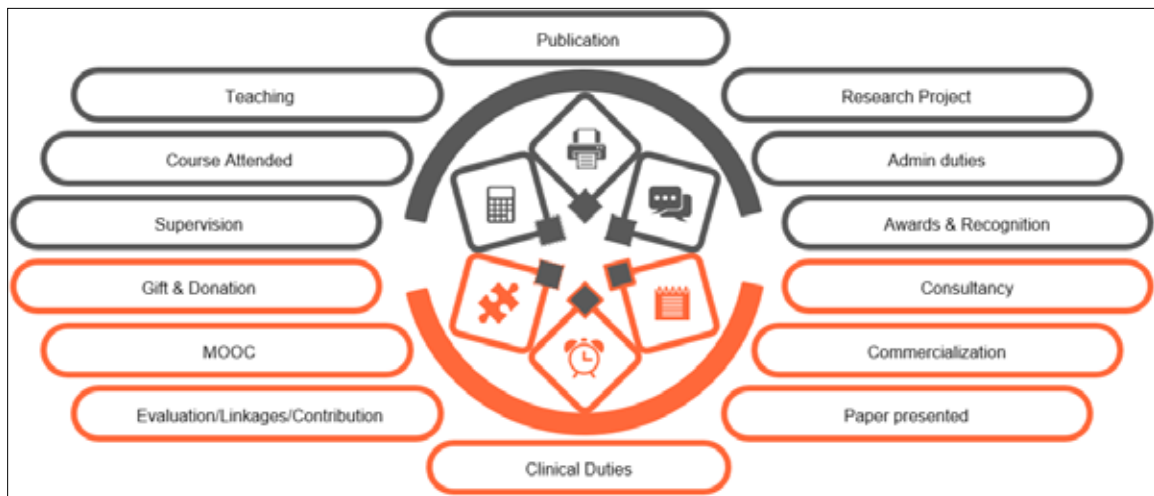 Publication
Teaching
Research Project
Course Attended
Admin duties
Supervision
Awards & Recognition
Gift & Donation
Consultancy
MOOC
Commercialization
Evaluation/Linkages/Contribution
Paper presented
Clinical Duties